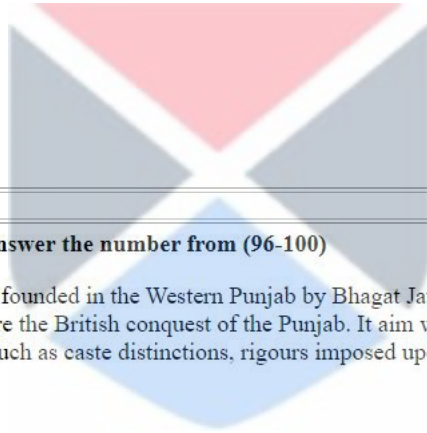 nswer the number from (96-100)
founded in the Western Punjab by Bhagat Ja
re the British conquest of the Punjab. It aim
uch as caste distinctions, rigours imposed up